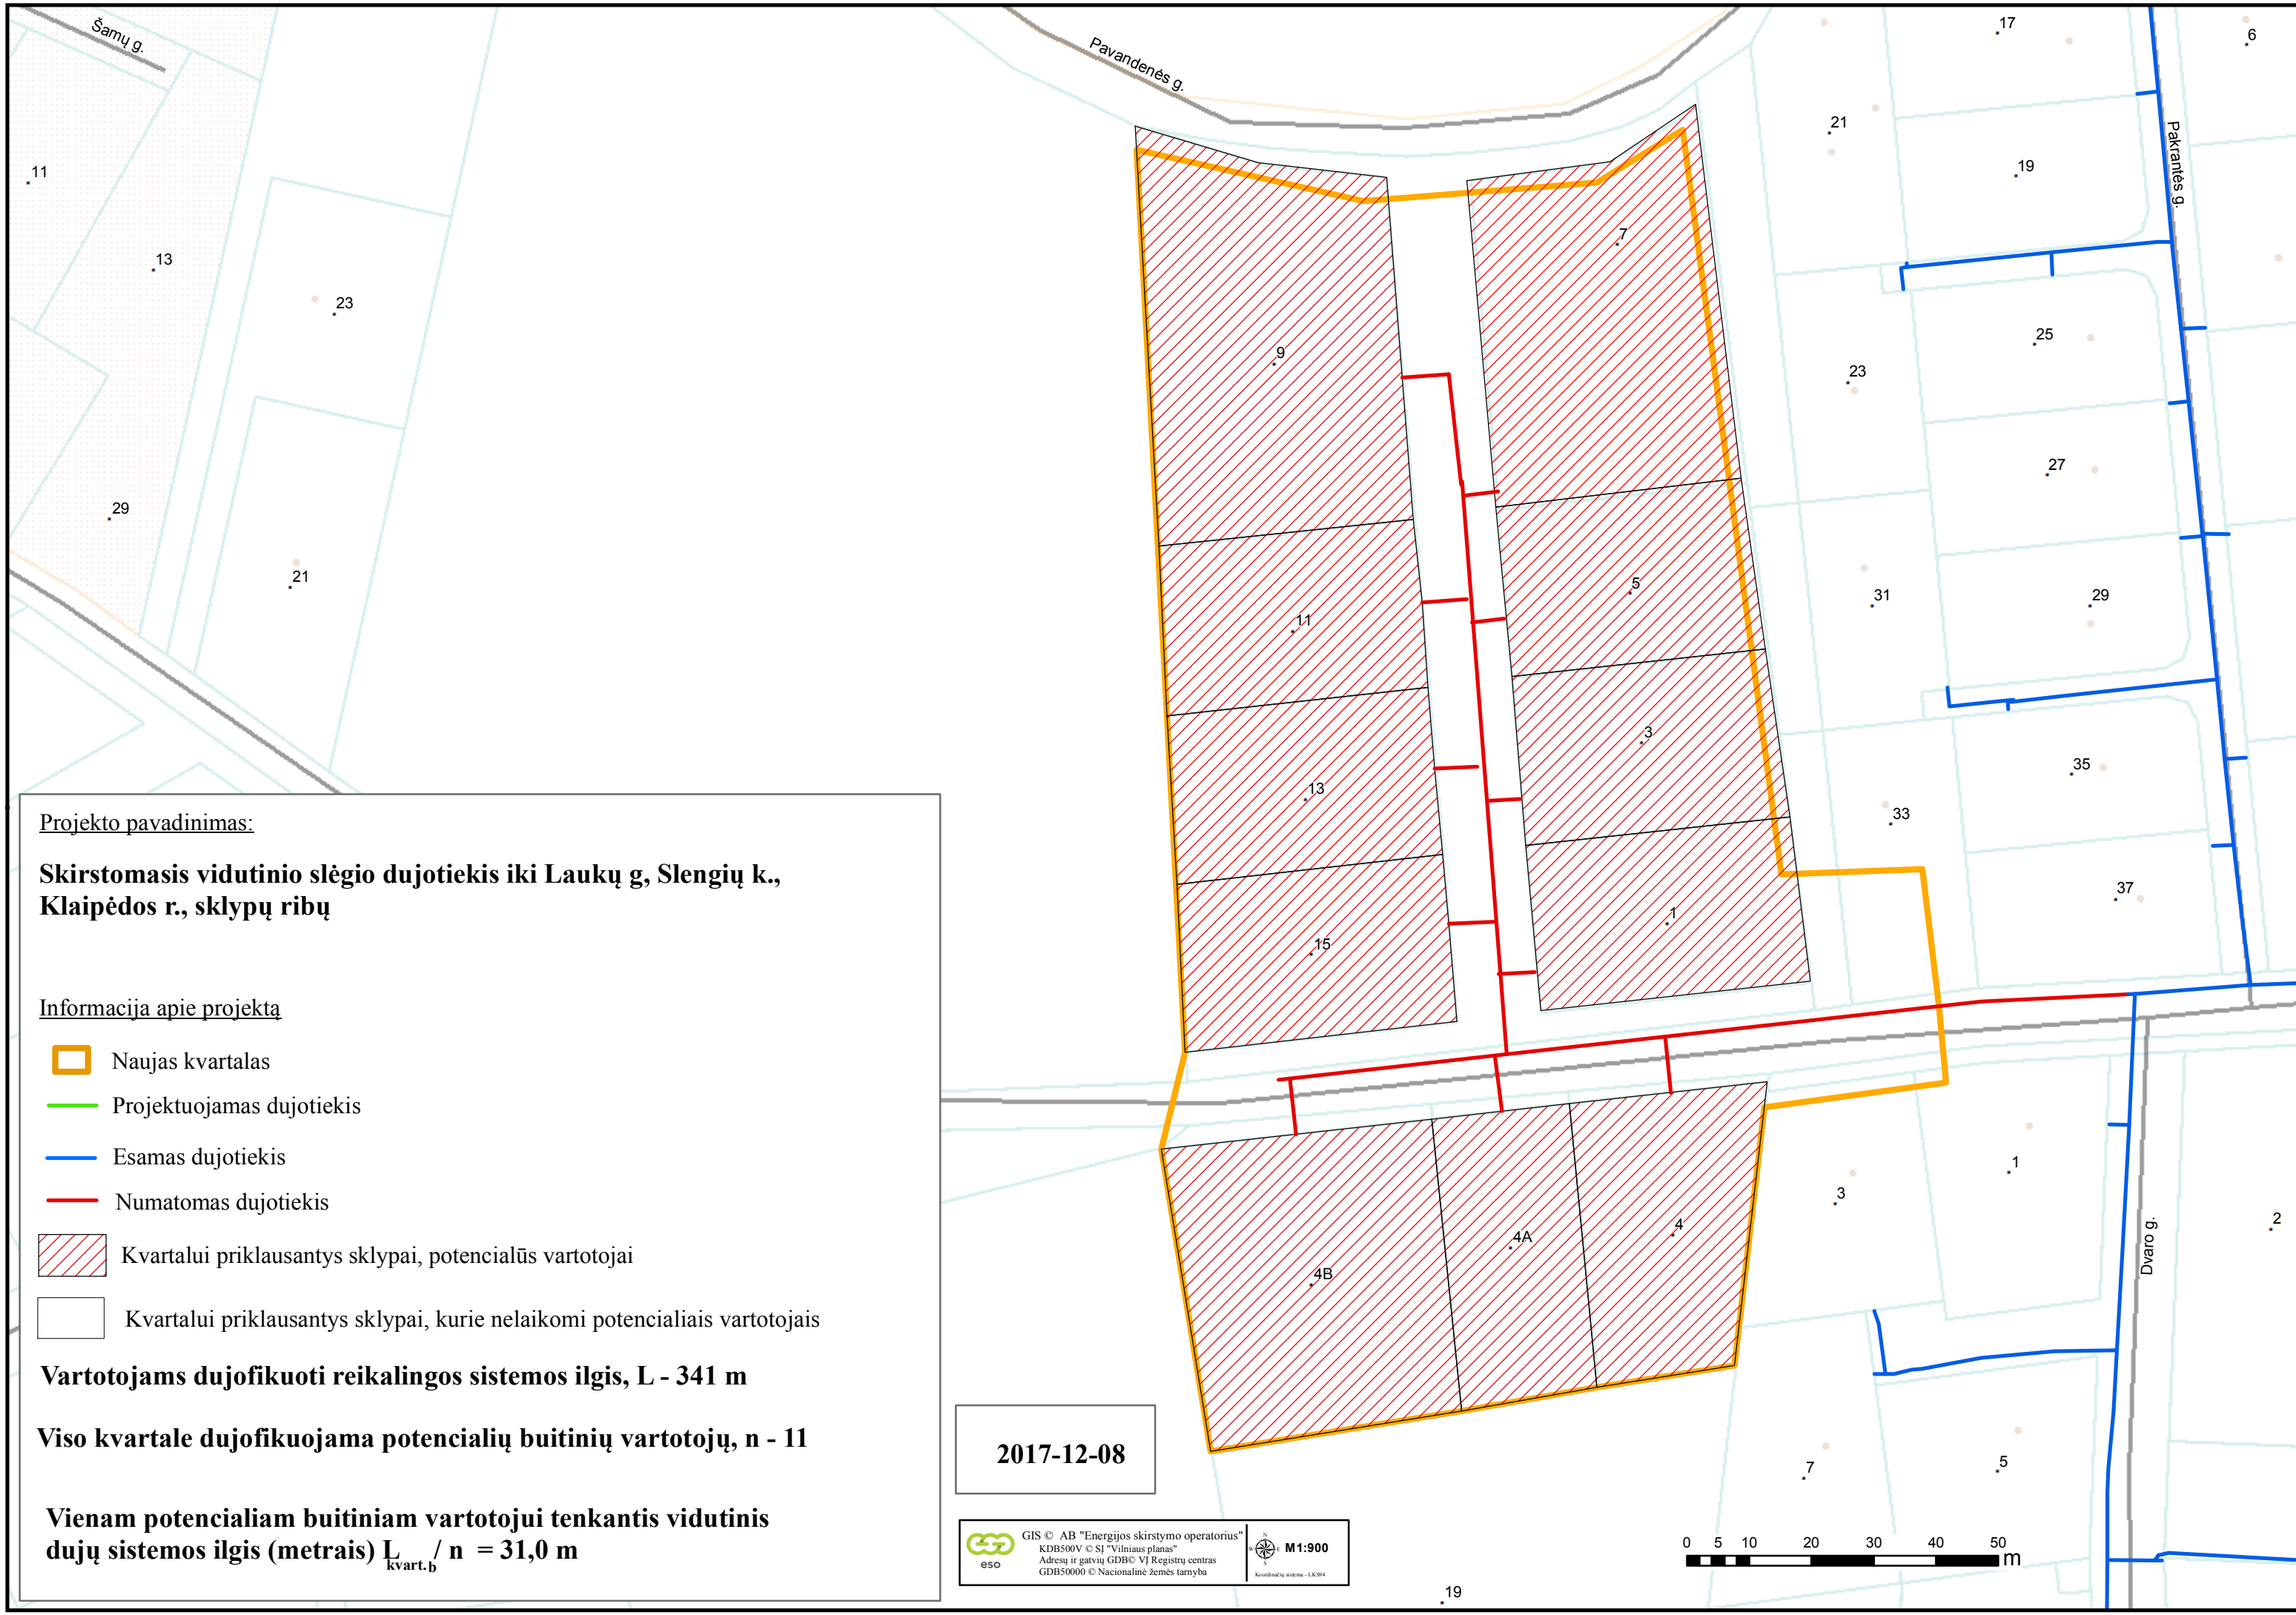 Šamų g.
Pavandenės g.
17
6
21
19
Pakrantės g.
11
13
23
7
25
9
23
27
29
21
5
31
29
11
3
35
13
33
37
1
15
Projekto pavadinimas:
Skirstomasis vidutinio slėgio dujotiekis iki Laukų g, Slengių k.,
Klaipėdos r., sklypų ribų
Informacija apie projektą
Naujas kvartalas
Projektuojamas dujotiekis
Esamas dujotiekis
Numatomas dujotiekis
Kvartalui priklausantys sklypai, potencialūs vartotojai
Kvartalui priklausantys sklypai, kurie nelaikomi potencialiais vartotojais
Vartotojams dujofikuoti reikalingos sistemos ilgis, L - 341 m
Viso kvartale dujofikuojama potencialių buitinių vartotojų, n - 11
Vienam potencialiam buitiniam vartotojui tenkantis vidutinis
dujų sistemos ilgis (metrais) L kvart.b / n = 31,0 m
4B
4A
4
3
1
Dvaro g.
2
7
5
2017-12-08
eso
GIS © AB "Energijos skirstymo operatorius"
KDB500V © SĮ "Vilniaus planas"
Adresų ir gatvių GDB© VĮ Registrų centras
GDB50000 © Nacionalinė žemės tarnyba
N
W E
S
M1:900
Koordinačių sistema - LKS94
0 5 10 20 30 40 50
m
19